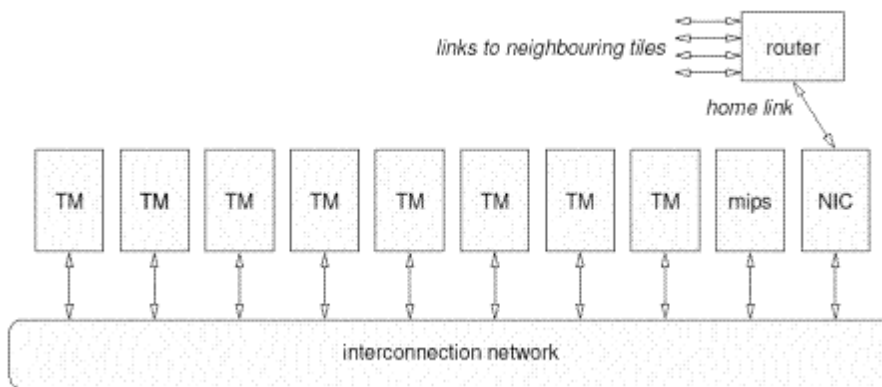 links to neighbouring tiles
router
home link
TM
TM
TM
TM
TM
TM
TM
TM
mips
NIC
interconnection network